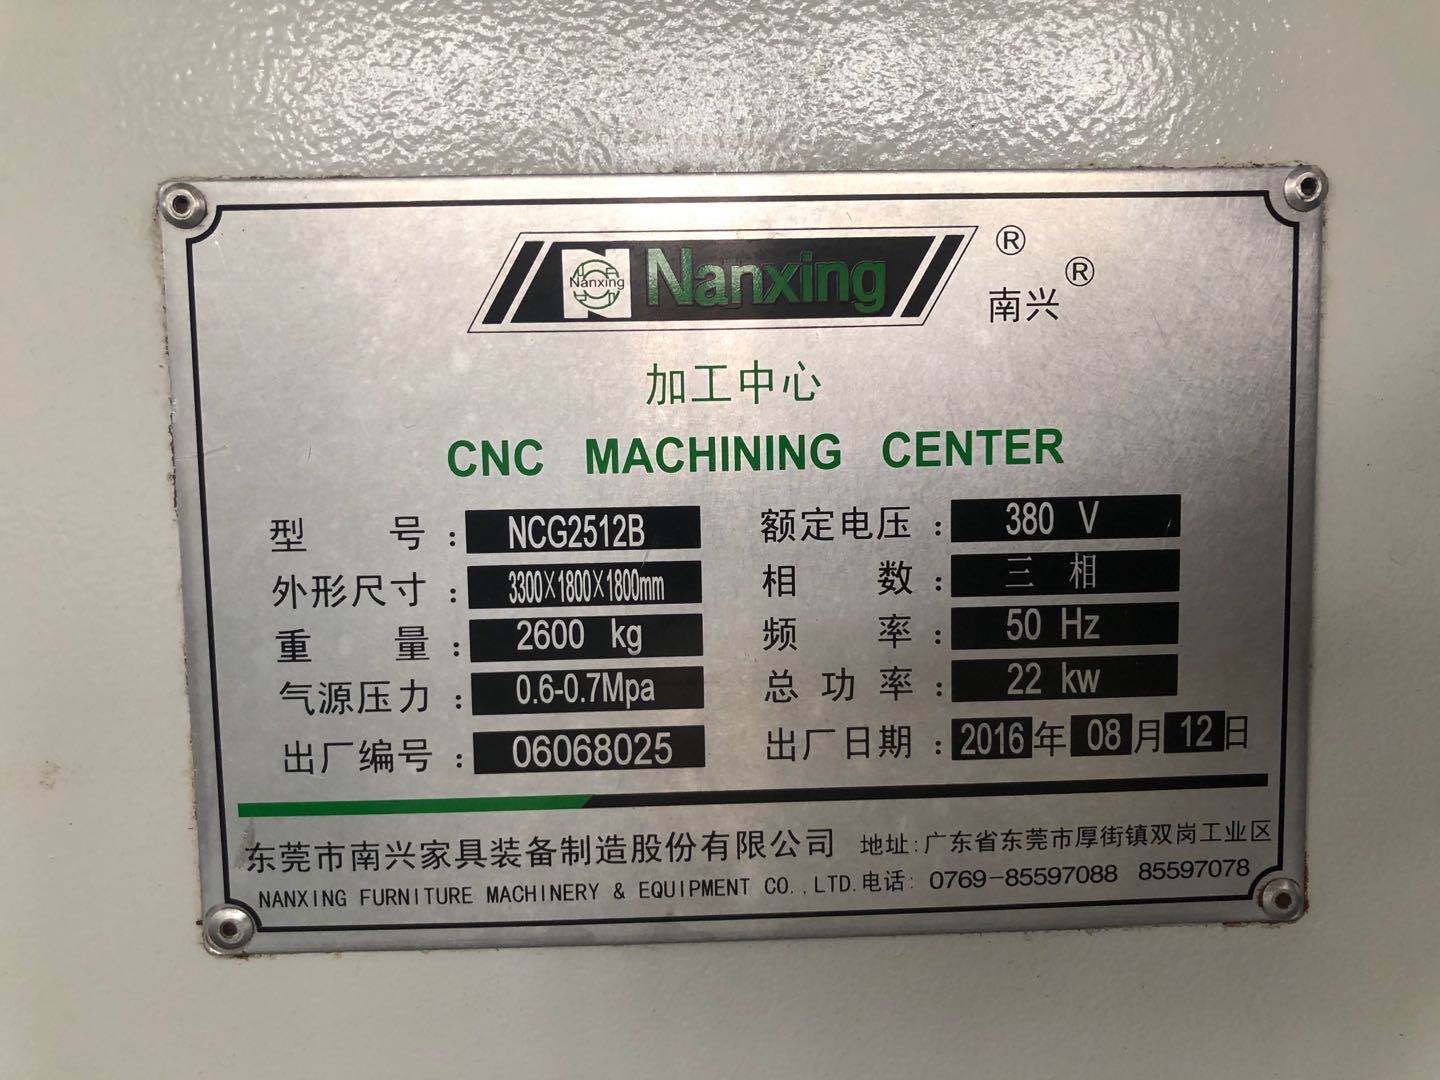 Nanxing Nanxing ®
南兴 ®
加工中心
CNC MACHINING CENTER
型号: NCG2512B 额定电压: 380 V
外形尺寸: 3300×1800×1800mm 相数: 三相
重量: 2600 kg 频率: 50 Hz
气源压力: 0.6-0.7Mpa 总功率: 22 kw
出厂编号: 06068025 出厂日期: 2016年08月12日
东莞市南兴家具装备制造股份有限公司 地址:广东省东莞市厚街镇双岗工业区
NANXING FURNITURE MACHINERY & EQUIPMENT CO.,LTD. 电话: 0769-85597088 85597078